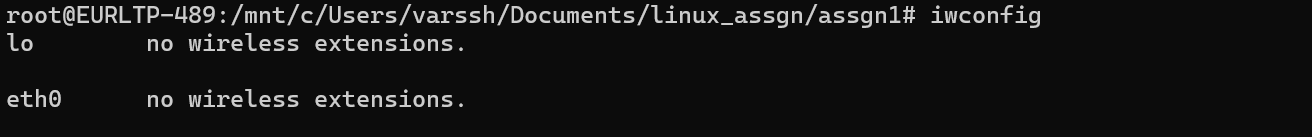 root@EURLTP-489:/mnt/c/Users/varssh/Documents/linux_assgn/assgn1# iwconfig
lo        no wireless extensions.
eth0      no wireless extensions.